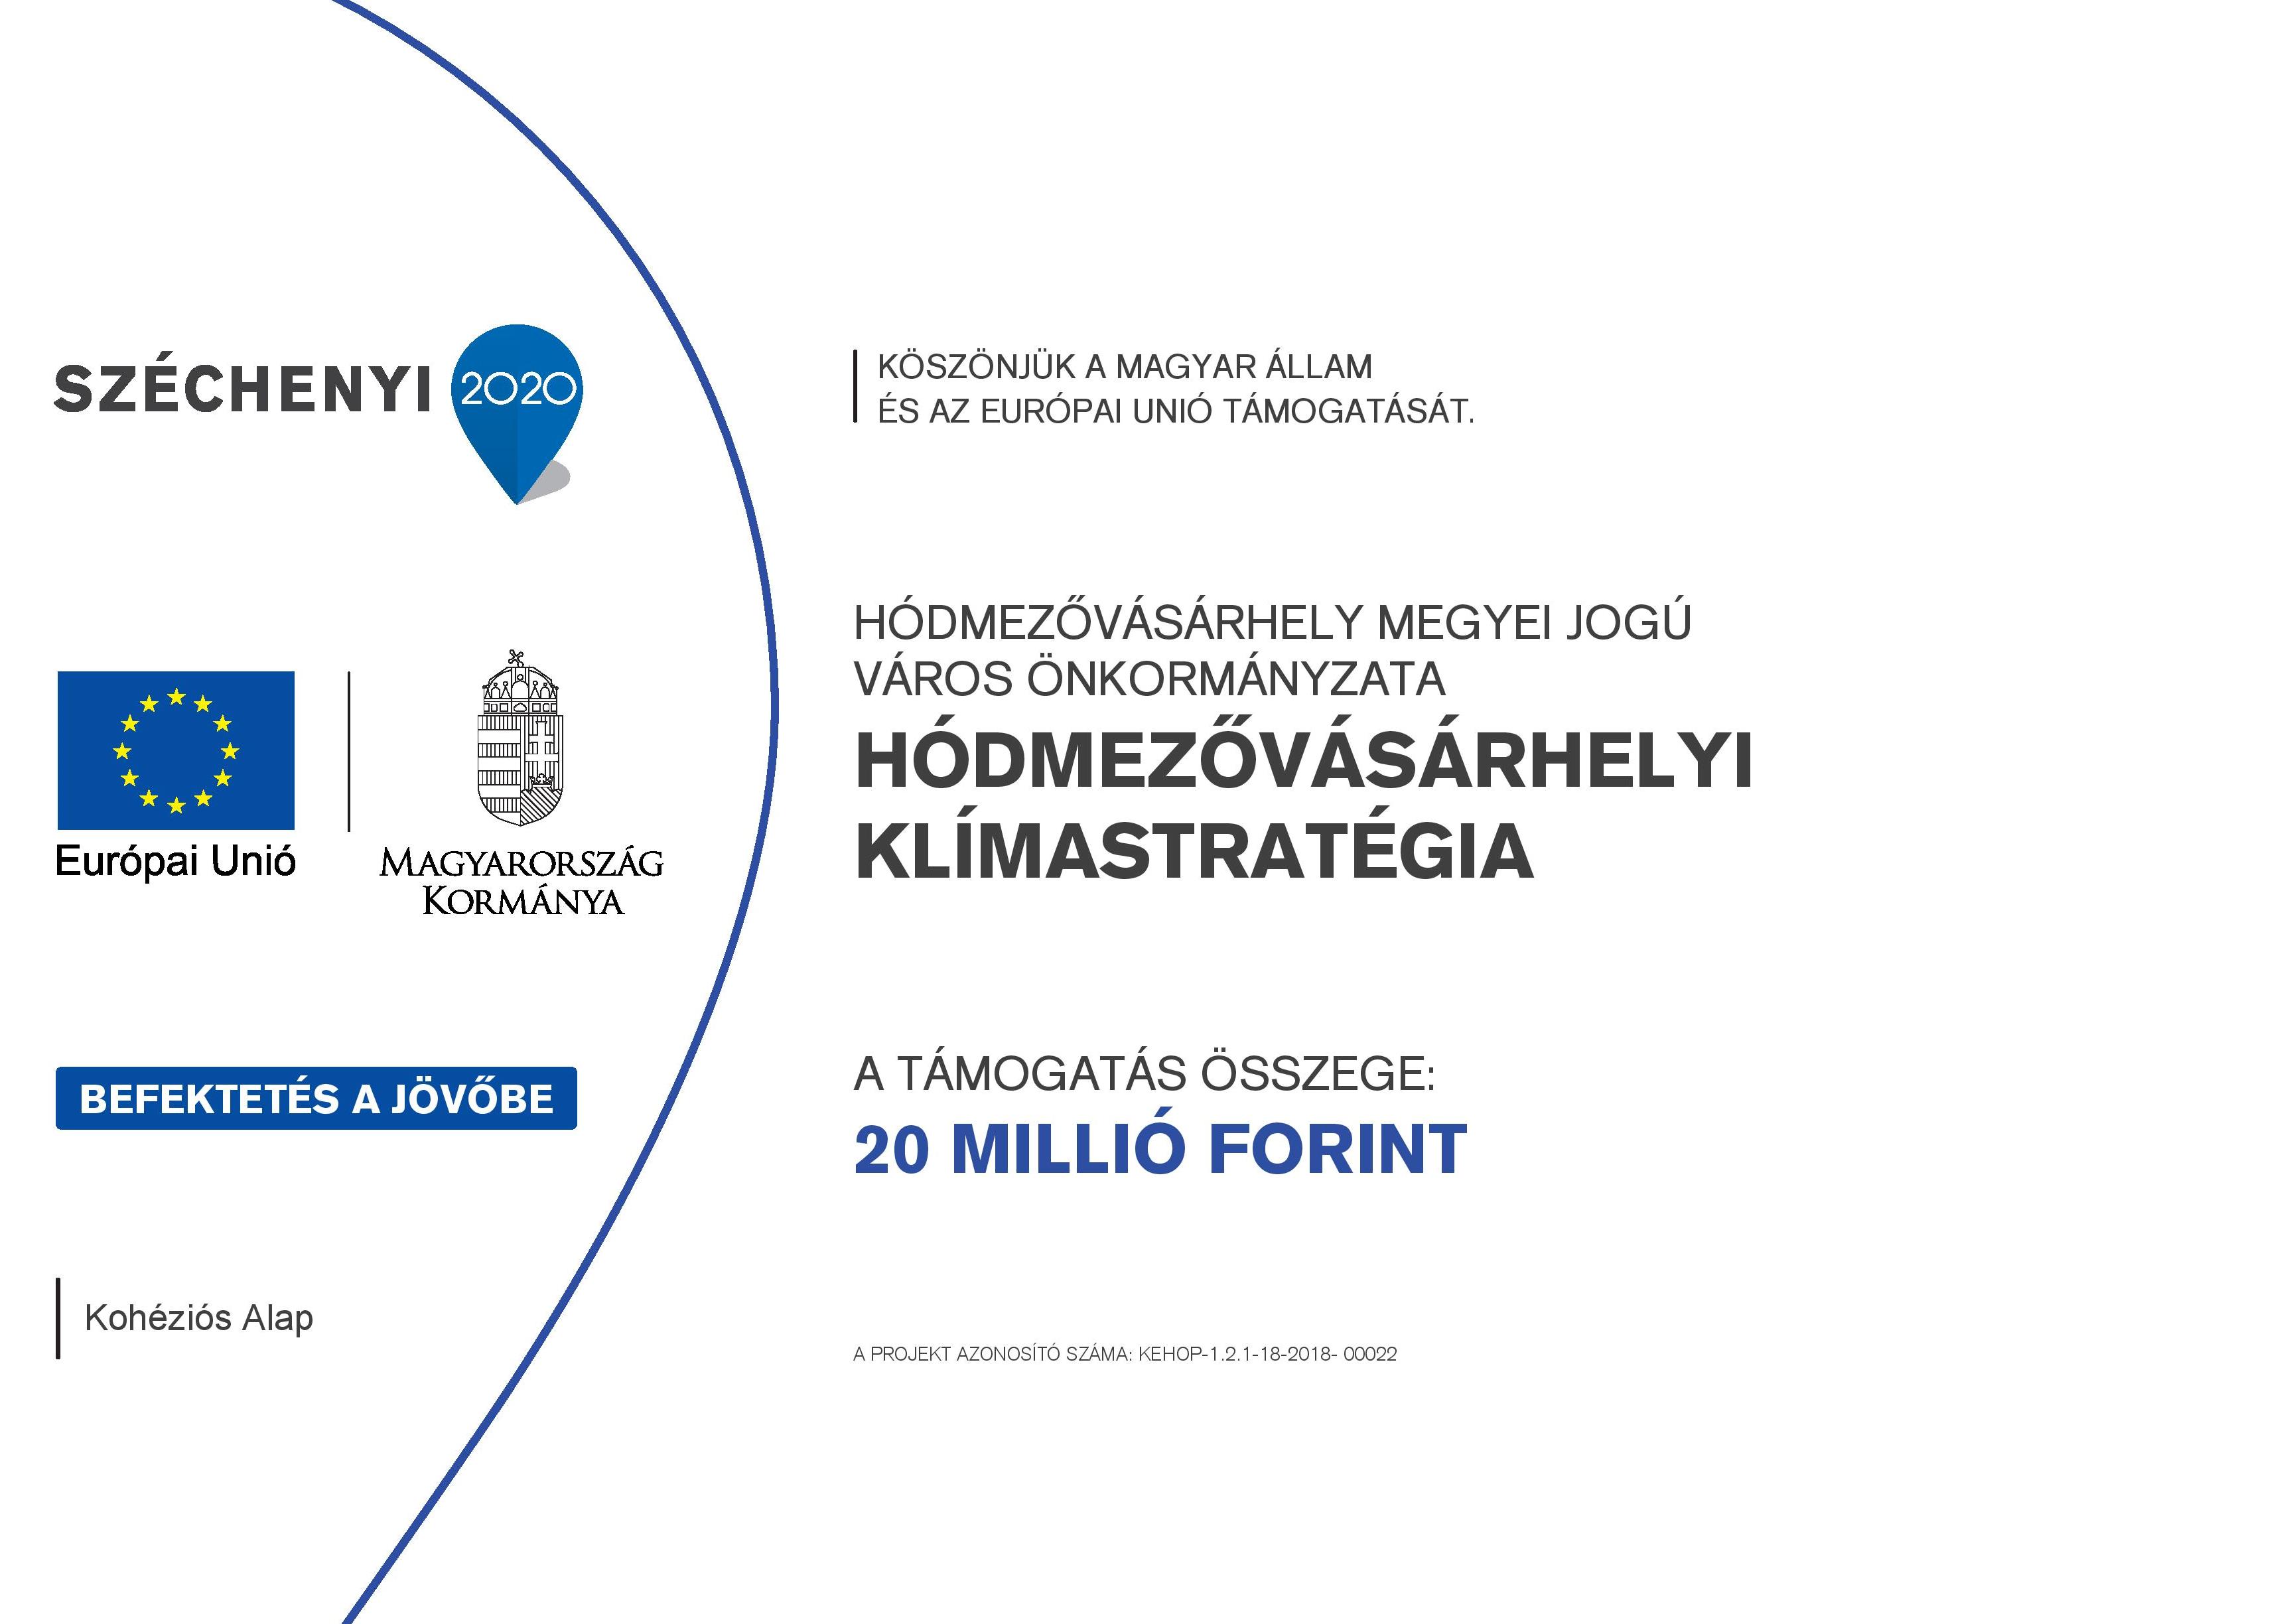 SZÉCHENYI 2020
Európai Unió
MAGYARORSZÁG
KORMÁNYA
BEFEKTETÉS A JÖVŐBE
Kohéziós Alap
KÖSZÖNJÜK A MAGYAR ÁLLAM
ÉS AZ EURÓPAI UNIÓ TÁMOGATÁSÁT.
HÓDMEZŐVÁSÁRHELY MEGYEI JOGÚ
VÁROS ÖNKORMÁNYZATA
HÓDMEZŐVÁSÁRHELYI
KLÍMASTRATÉGIA
A TÁMOGATÁS ÖSSZEGE:
20 MILLIÓ FORINT
A PROJEKT AZONOSÍTÓ SZÁMA: KEHOP-1.2.1-18-2018- 00022